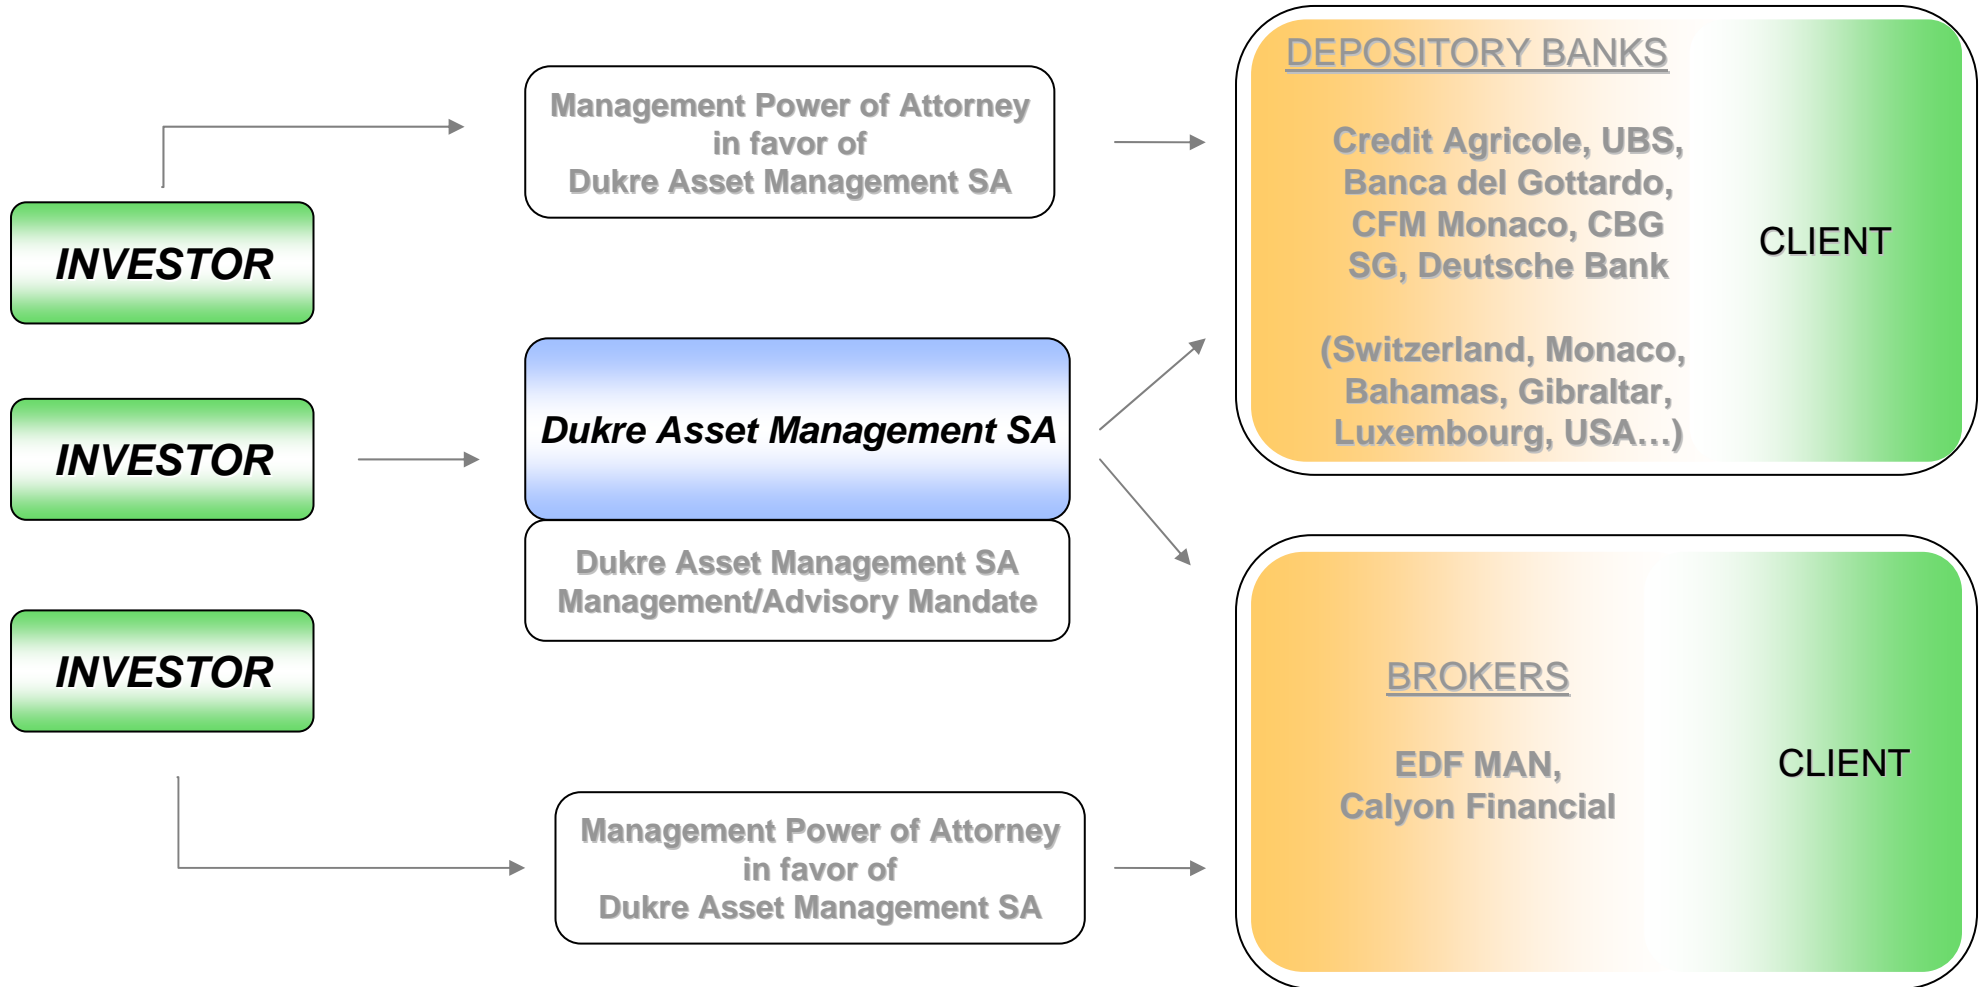 INVESTOR
INVESTOR
INVESTOR
Management Power of Attorney
in favor of
Dukre Asset Management SA
Dukre Asset Management SA
Dukre Asset Management SA
Management/Advisory Mandate
Management Power of Attorney
in favor of
Dukre Asset Management SA
DEPOSITORY BANKS
Credit Agricole, UBS,
Banca del Gottardo,
CFM Monaco, CBG
SG, Deutsche Bank
(Switzerland, Monaco,
Bahamas, Gibraltar,
Luxembourg, USA…)
CLIENT
BROKERS
EDF MAN,
Calyon Financial
CLIENT